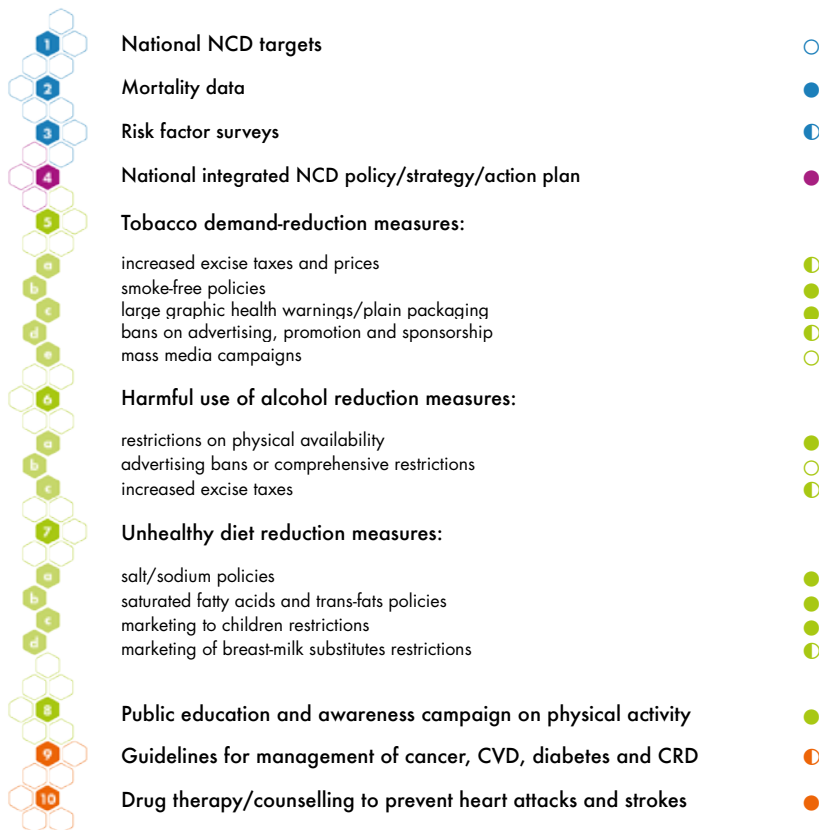 1 National NCD targets ○
2 Mortality data ●
3 Risk factor surveys ◐
4 National integrated NCD policy/strategy/action plan ●
5 Tobacco demand-reduction measures:
a increased excise taxes and prices ◐
b smoke-free policies ●
c large graphic health warnings/plain packaging ●
d bans on advertising, promotion and sponsorship ◐
e mass media campaigns ○
6 Harmful use of alcohol reduction measures:
a restrictions on physical availability ●
b advertising bans or comprehensive restrictions ○
c increased excise taxes ◐
7 Unhealthy diet reduction measures:
a salt/sodium policies ●
b saturated fatty acids and trans-fats policies ●
c marketing to children restrictions ●
d marketing of breast-milk substitutes restrictions ◐
8 Public education and awareness campaign on physical activity ●
9 Guidelines for management of cancer, CVD, diabetes and CRD ◐
10 Drug therapy/counselling to prevent heart attacks and strokes ●